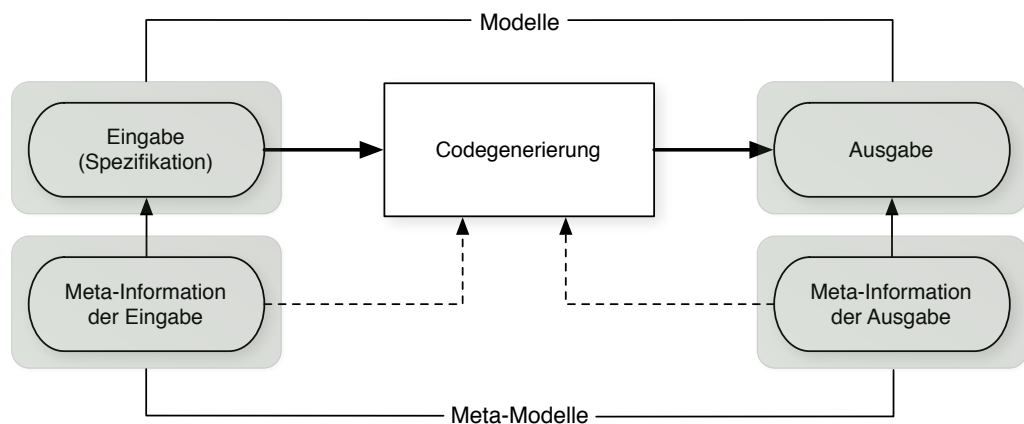 Modelle
Eingabe
(Spezifikation)
Codegenerierung
Ausgabe
Meta-Information
der Eingabe
Meta-Information
der Ausgabe
Meta-Modelle